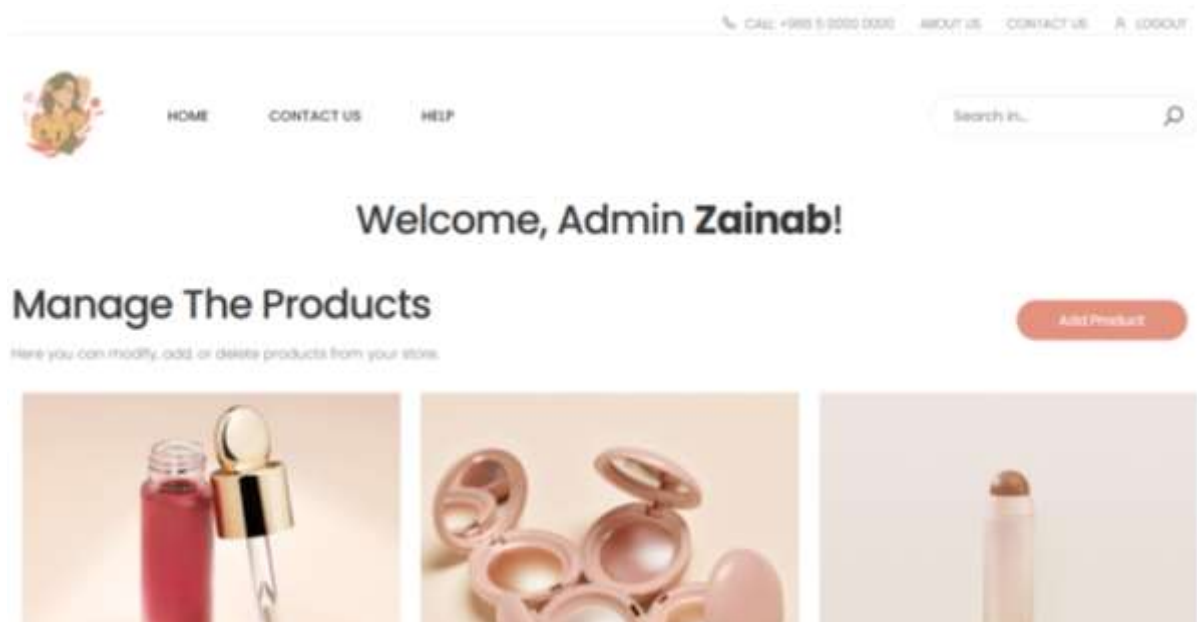 CALL +966 5 0000 0000 ABOUT US CONTACT US LOGOUT
HOME CONTACT US HELP
Search in...
Welcome, Admin Zainab!
Manage The Products
Add Product
Here you can modify, add, or delete products from your store.